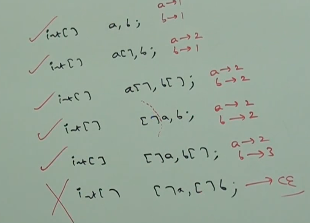 a→1
int[] a,b; b→1
int[] a[],b; a→2 b→1
int[] a[],b[]; a→2 b→2
int[] []a,b; a→2 b→2
int[] []a,b[]; a→2 b→3
int[] []a,[]b; → CE